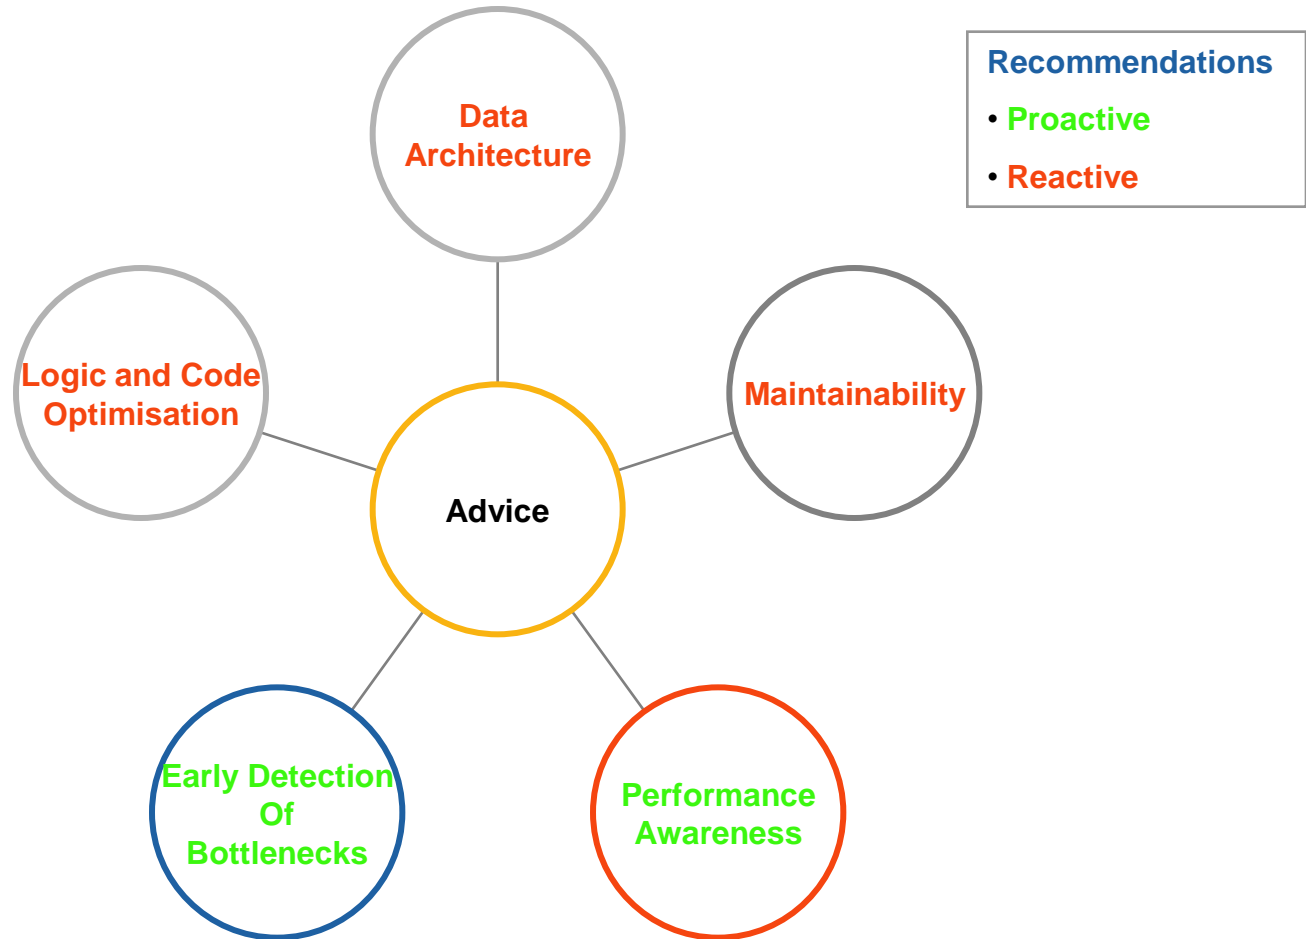 Data
Architecture
Recommendations
• Proactive
• Reactive
Logic and Code
Optimisation
Maintainability
Advice
Early Detection
Of
Bottlenecks
Performance
Awareness